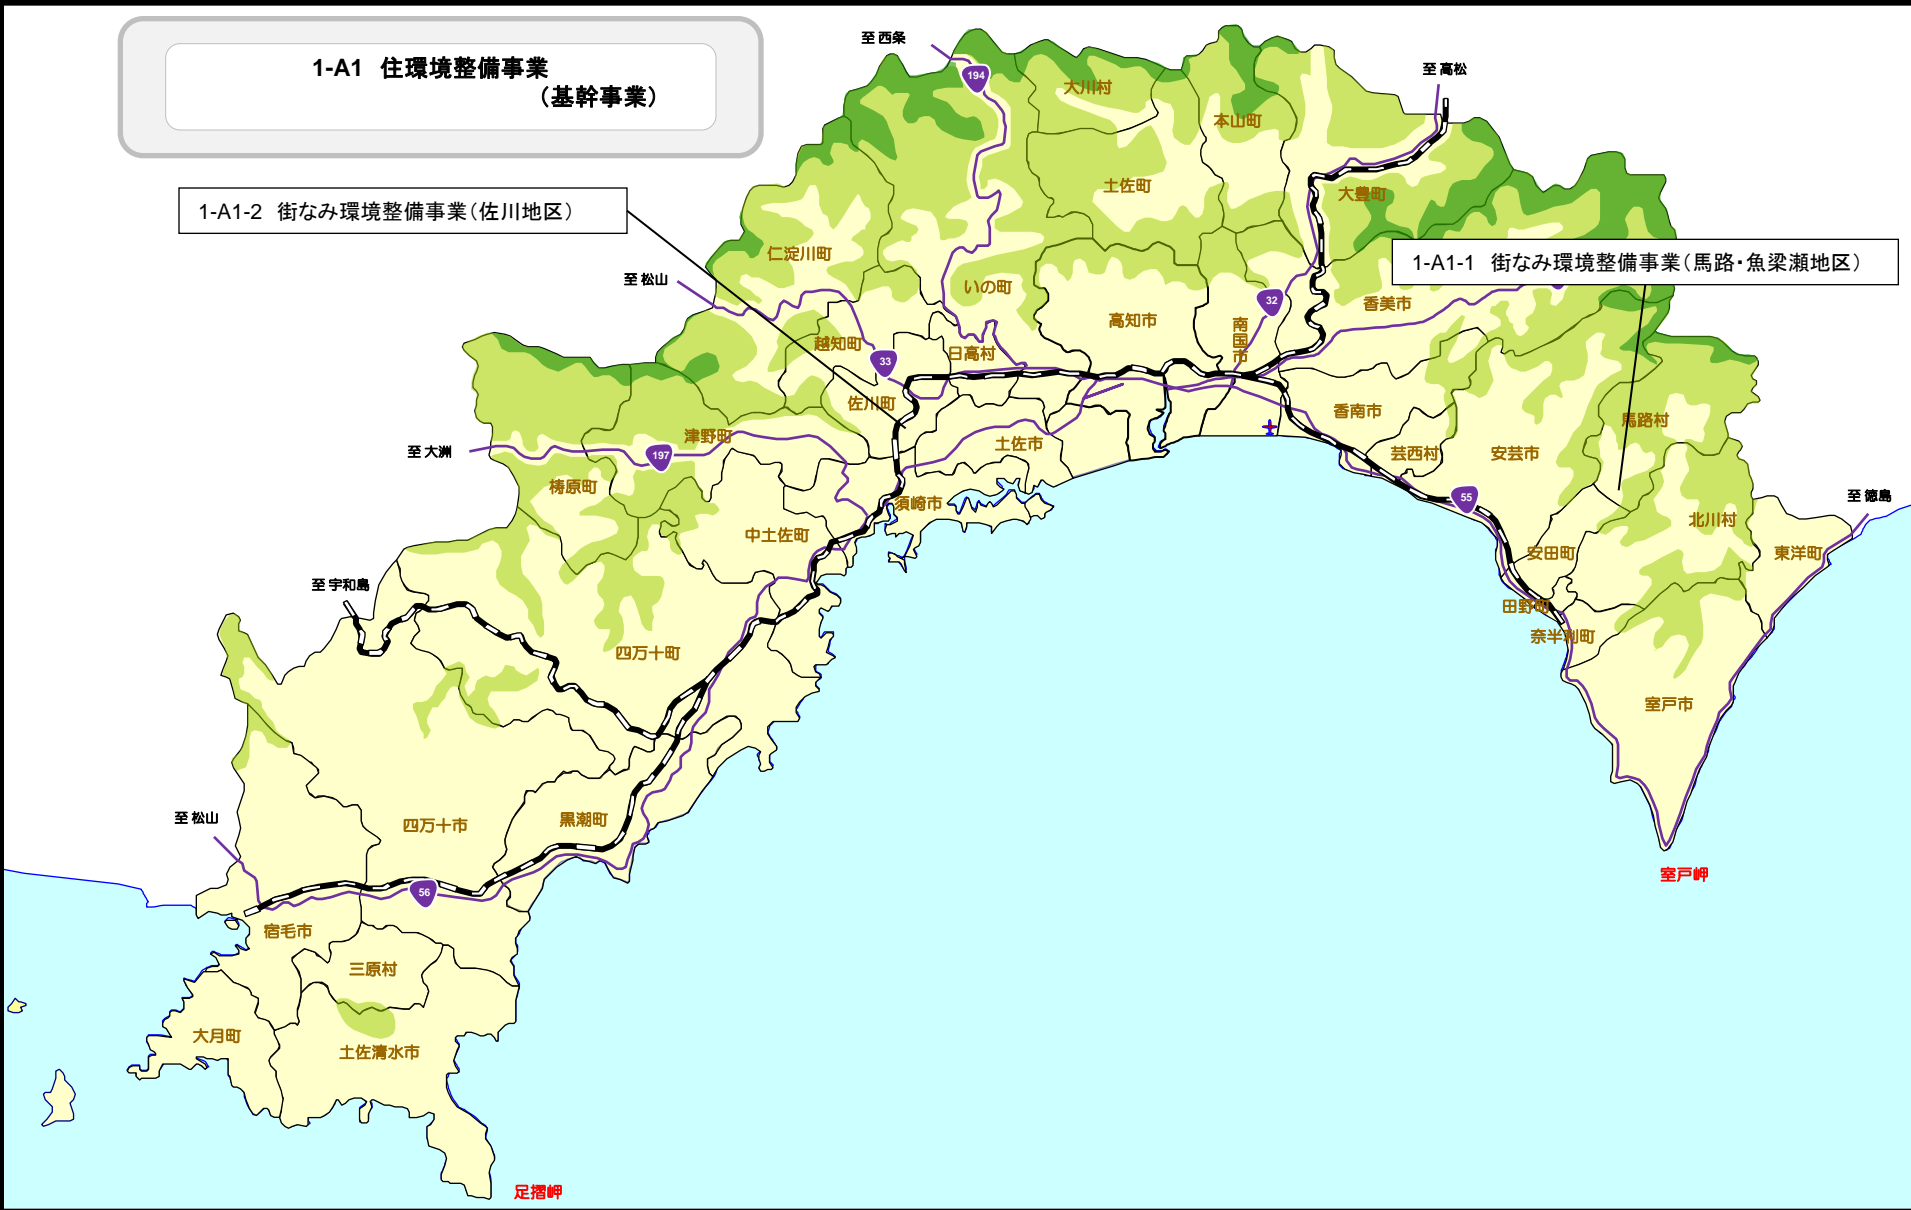 1-A1 住環境整備事業
（基幹事業）
至 西条
194
大川村
至 高松
本山町
土佐町
大豊町
1-A1-2 街なみ環境整備事業（佐川地区）
仁淀川町
1-A1-1 街なみ環境整備事業（馬路・魚梁瀬地区）
至 松山
いの町
32
香美市
高知市
南国市
越知町
日高村
33
佐川町
香南市
馬路村
津野町
土佐市
至 大洲
197
芸西村
安芸市
梼原町
須崎市
55
至 徳島
北川村
中土佐町
安田町
東洋町
至 宇和島
田野町
奈半利町
四万十町
室戸市
至 松山
四万十市
黒潮町
室戸岬
56
宿毛市
三原村
大月町
土佐清水市
足摺岬